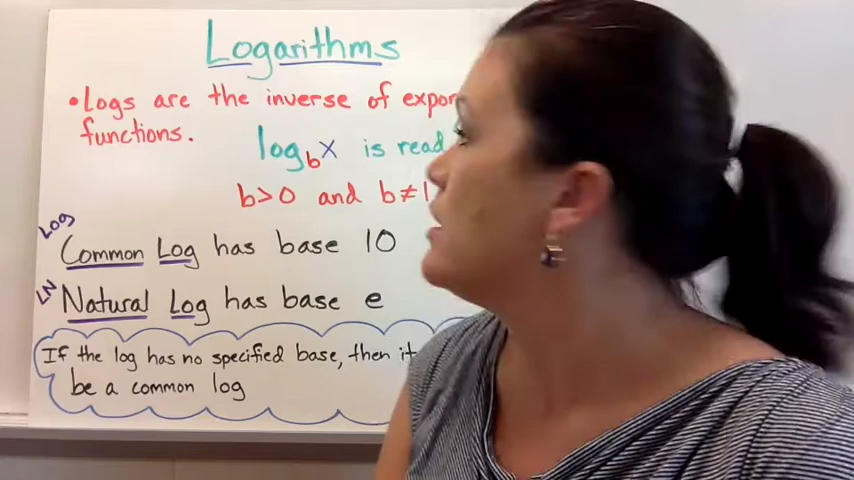 Logarithms
• Logs are the inverse of
functions.
log_b x is read
b>0 and b≠1
LOG
Common Log has base 10
LN
Natural Log has base e
If the log has no specified base, then it
be a common log